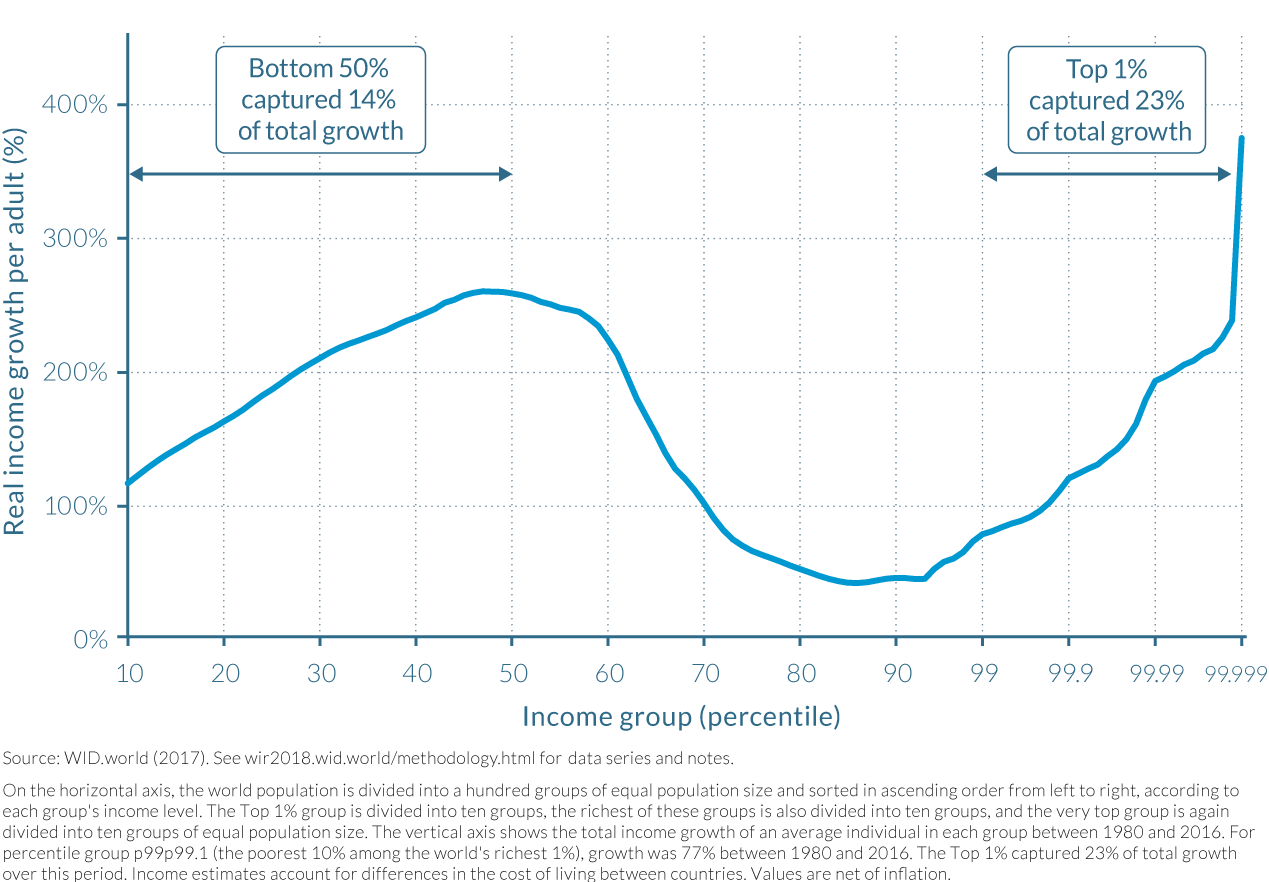 Bottom 50%
captured 14%
of total growth
Top 1%
captured 23%
of total growth
Real income growth per adult (%)
400%
300%
200%
100%
0%
10 20 30 40 50 60 70 80 90 99 99.9 99.99 99.999
Income group (percentile)
Source: WID.world (2017). See wir2018.wid.world/methodology.html for data series and notes.
On the horizontal axis, the world population is divided into a hundred groups of equal population size and sorted in ascending order from left to right, according to
each group's income level. The Top 1% group is divided into ten groups, the richest of these groups is also divided into ten groups, and the very top group is again
divided into ten groups of equal population size. The vertical axis shows the total income growth of an average individual in each group between 1980 and 2016. For
percentile group p99p99.1 (the poorest 10% among the world's richest 1%), growth was 77% between 1980 and 2016. The Top 1% captured 23% of total growth
over this period. Income estimates account for differences in the cost of living between countries. Values are net of inflation.